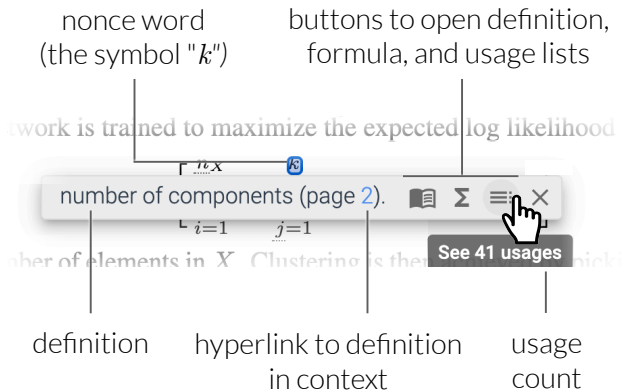 nonce word
(the symbol "k")
buttons to open definition,
formula, and usage lists
twork is trained to maximize the expected log likelihood
n_X k
number of components (page 2). Σ
i=1 j=1
See 41 usages
of elements in X. Clustering is then
definition
hyperlink to definition
in context
usage
count